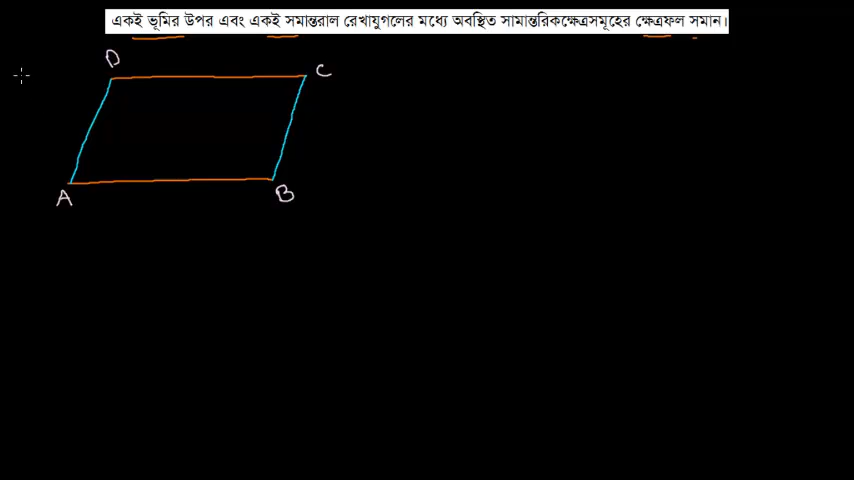 একই ভূমির উপর এবং একই সমান্তরাল রেখাযুগলের মধ্যে অবস্থিত সামান্তরিকক্ষেত্রসমূহের ক্ষেত্রফল সমান।
D C
A B